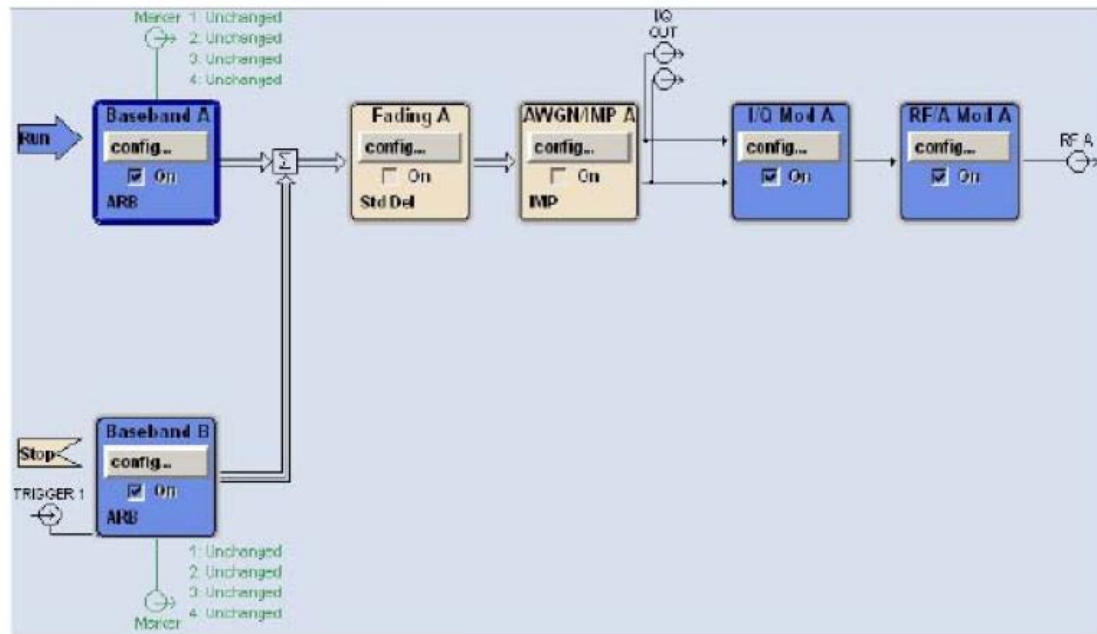 Marker 1: Unchanged
2: Unchanged
3: Unchanged
4: Unchanged
I/Q
OUT
Run
Baseband A
config...
On
ARB
Σ
Fading A
config...
On
Std Del
AWGN/IMP A
config...
On
IMP
I/Q Mod A
config...
On
RF/A Mod A
config...
On
RF A
Stop
TRIGGER 1
Baseband B
config...
On
ARB
1: Unchanged
2: Unchanged
3: Unchanged
Marker 4: Unchanged